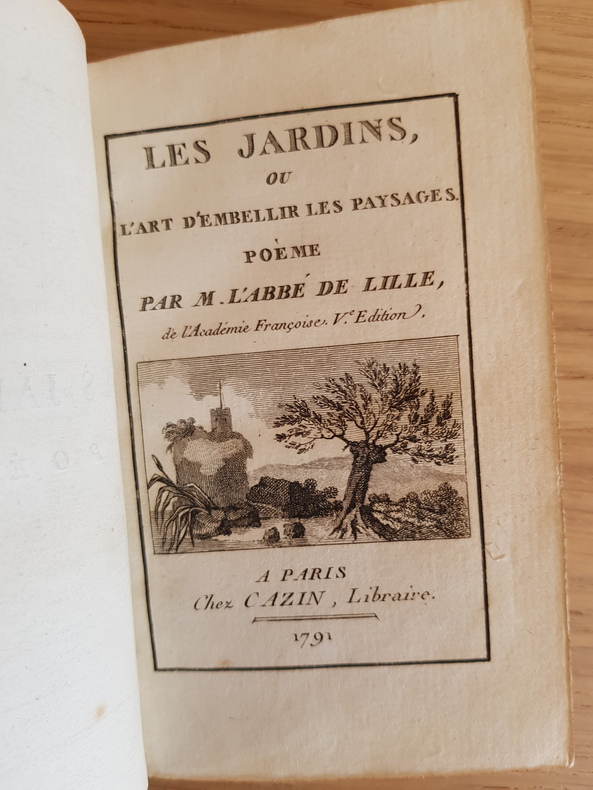 LES JARDINS,
OU
L'ART D'EMBELLIR LES PAYSAGES.
POÈME
PAR M. L'ABBÉ DE LILLE,
de l'Académie Françoise. V.e Edition.
A PARIS
Chez CAZIN, Libraire.
1791